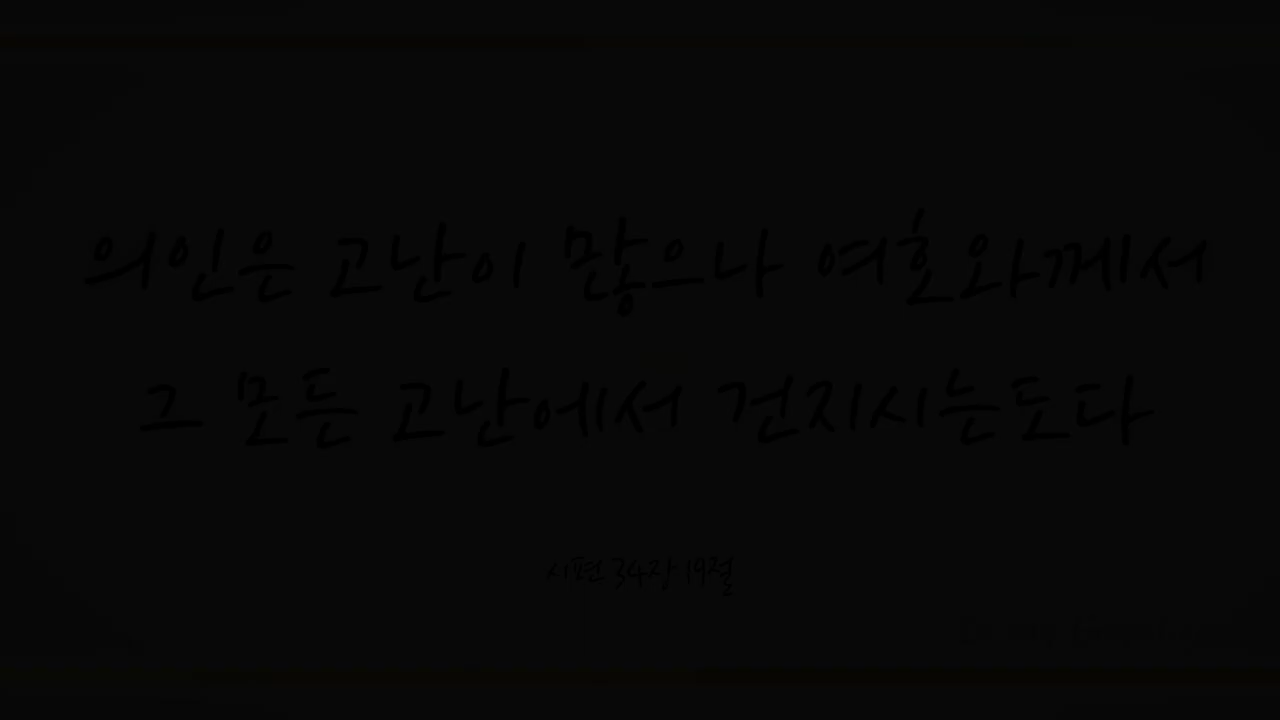 의인은 고난이 많으나 여호와께서
그 모든 고난에서 건지시는도다
시편 34장 19절